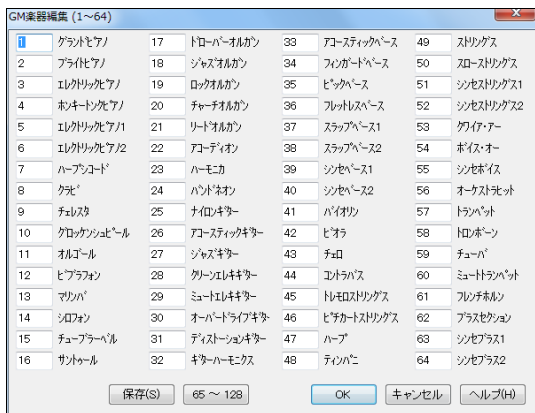 GM楽器編集 (1～64)
1 グランドピアノ 17 ドローバーオルガン 33 アコースティックベース 49 ストリングス
2 ブライトピアノ 18 ジャズオルガン 34 フィンガードベース 50 スローストリングス
3 エレクトリックピアノ 19 ロックオルガン 35 ピックベース 51 シンセストリングス1
4 ホンキートンクピアノ 20 チャーチオルガン 36 フレットレスベース 52 シンセストリングス2
5 エレクトリックピアノ1 21 リードオルガン 37 スラップベース1 53 クワイア・アー
6 エレクトリックピアノ2 22 アコーディオン 38 スラップベース2 54 ボイス・オー
7 ハープシコード 23 ハーモニカ 39 シンセベース1 55 シンセボイス
8 クラビ 24 バンドネオン 40 シンセベース2 56 オーケストラヒット
9 チェレスタ 25 ナイロンギター 41 バイオリン 57 トランペット
10 グロッケンシュピール 26 アコースティックギター 42 ビオラ 58 トロンボーン
11 オルゴール 27 ジャズギター 43 チェロ 59 チューバ
12 ビブラフォン 28 クリーンエレキギター 44 コントラバス 60 ミュートトランペット
13 マリンバ 29 ミュートエレキギター 45 トレモロストリングス 61 フレンチホルン
14 シロフォン 30 オーバードライブギター 46 ピチカートストリングス 62 ブラスセクション
15 チューブラーベル 31 ディストーションギター 47 ハープ 63 シンセブラス1
16 サントゥール 32 ギターハーモニクス 48 ティンパニ 64 シンセブラス2
保存(S) 65 ～ 128 OK キャンセル ヘルプ(H)